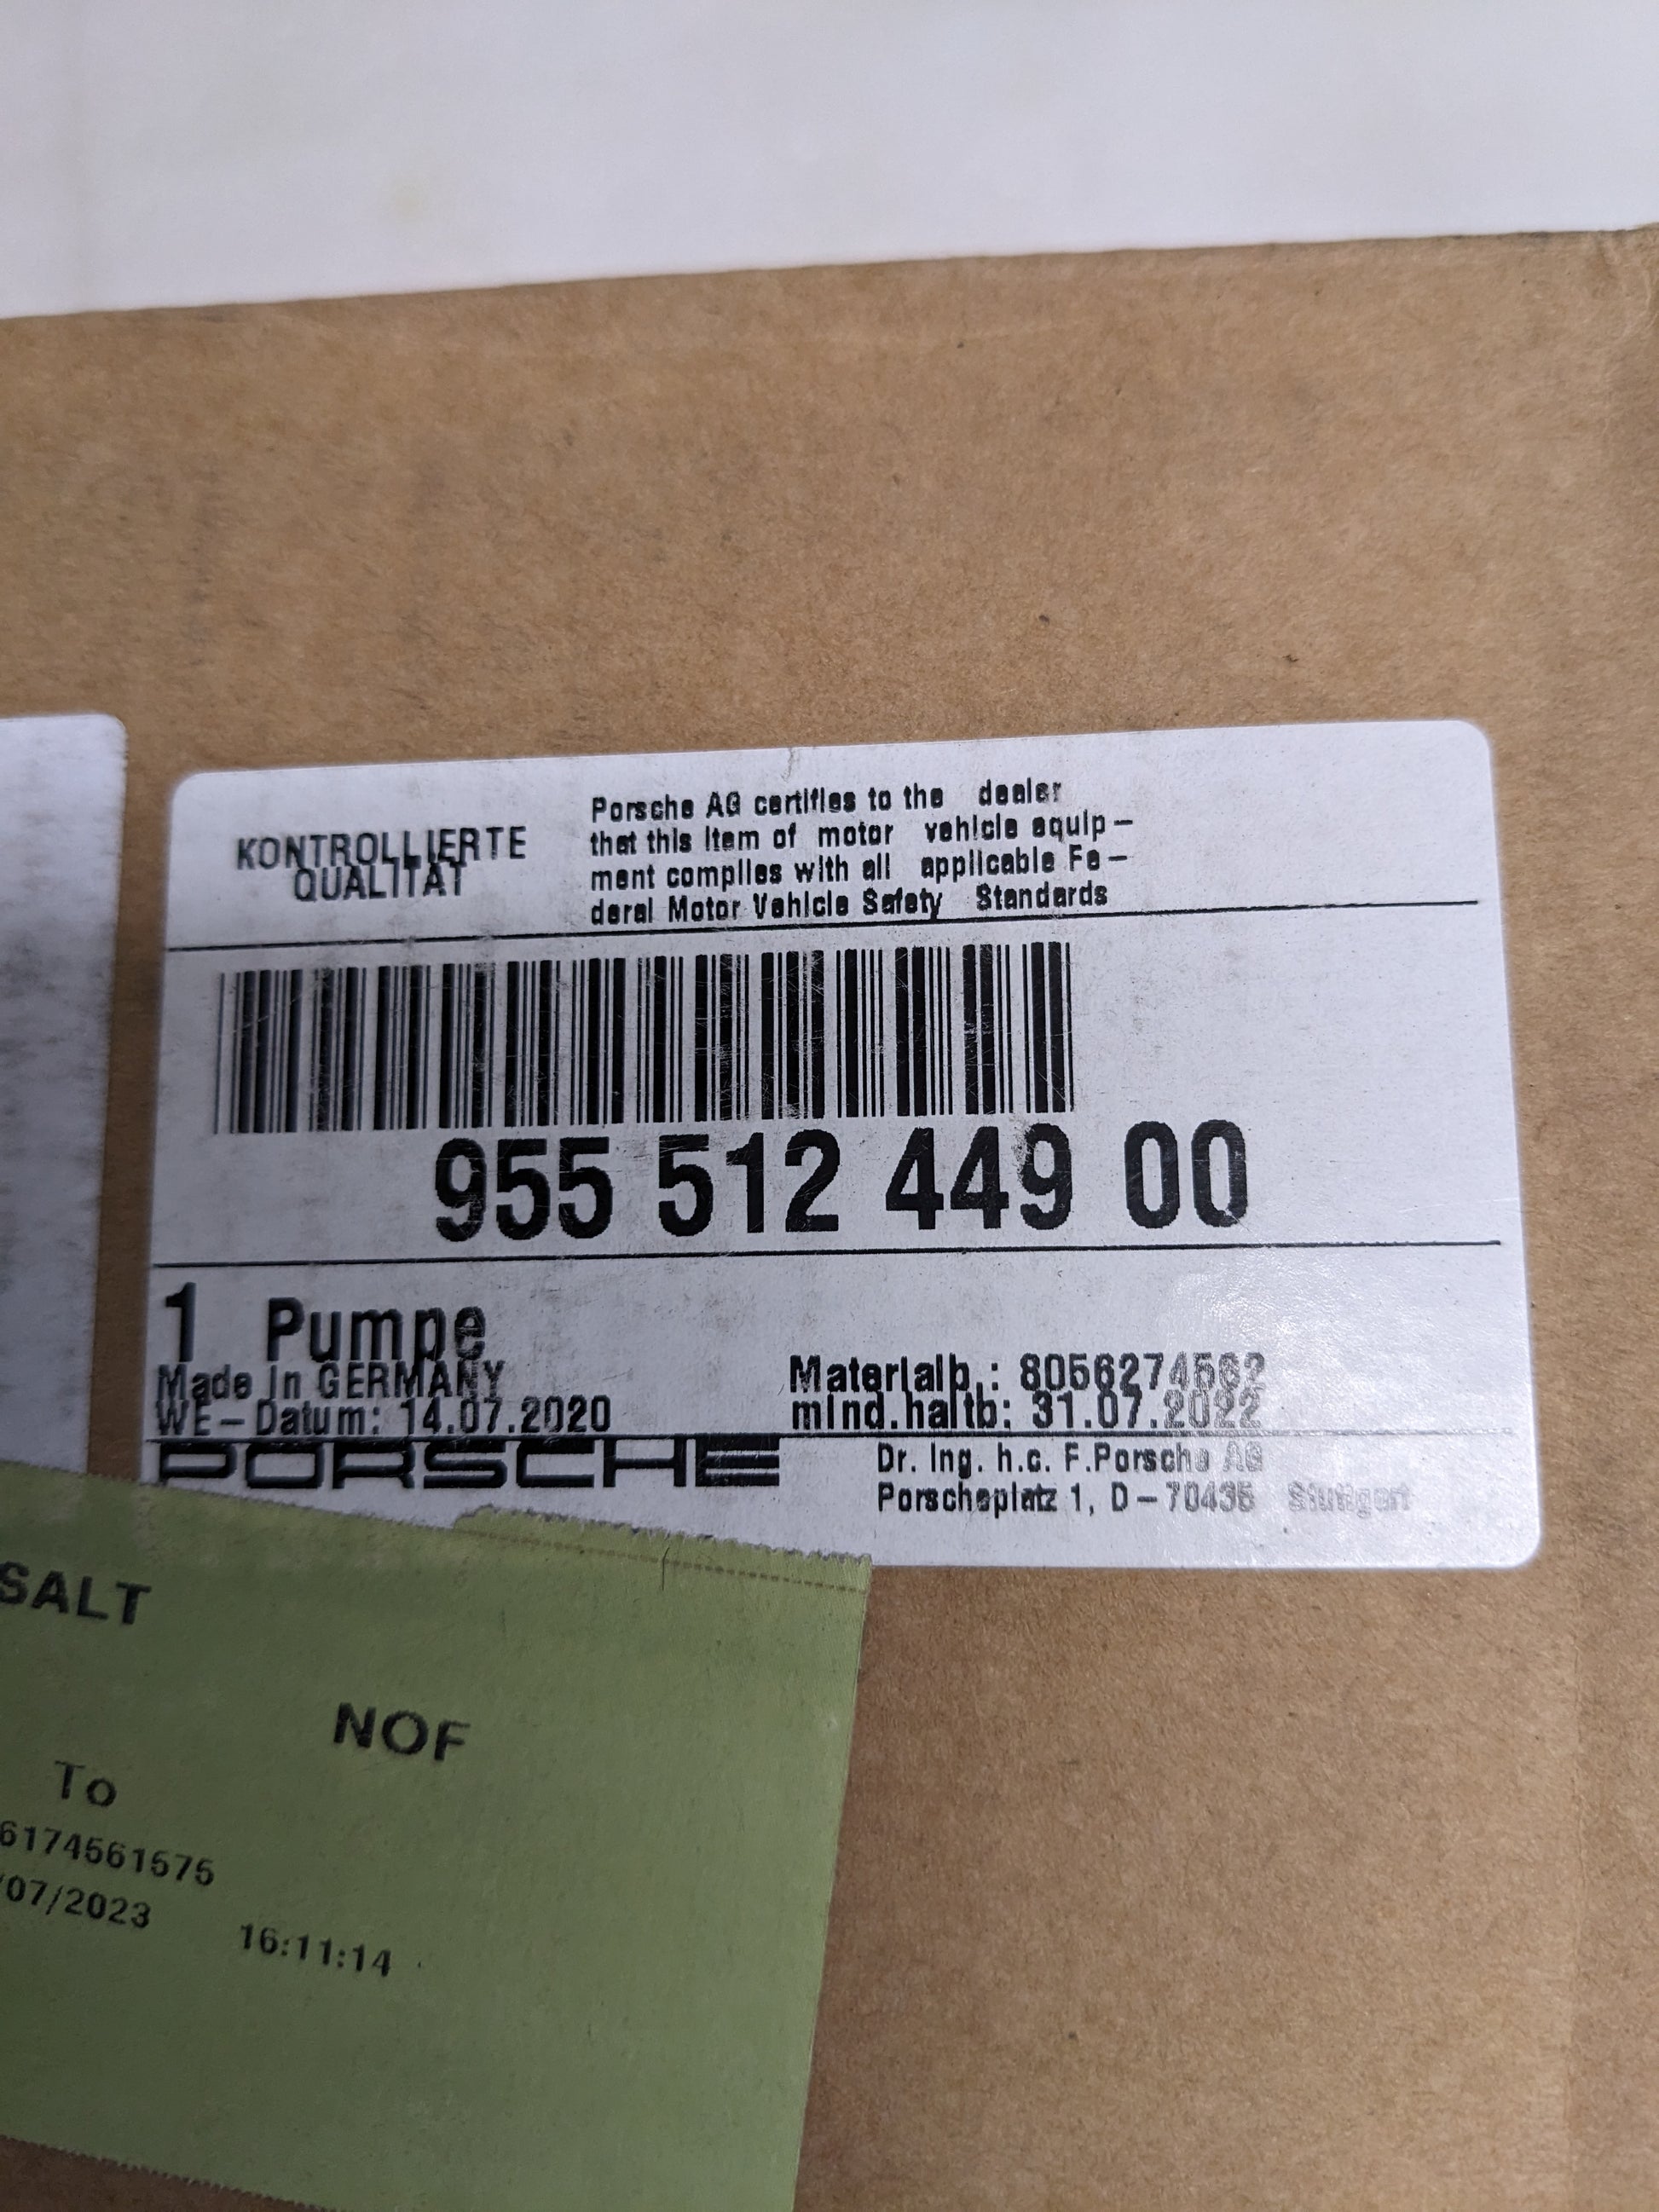 KONTROLLIERTE
QUALITÄT
Porsche AG certifies to the dealer
that this item of motor vehicle equip-
ment complies with all applicable Fe-
deral Motor Vehicle Safety Standards
955 512 449 00
1 Pumpe
Made in GERMANY
WE-Datum: 14.07.2020
Materialb.: 8056274562
mind.haltb: 31.07.2022
PORSCHE
Dr. Ing. h.c. F.Porsche AG
Porscheplatz 1, D-70435 Stuttgart
SALT
NOF
To
6174561575
/07/2023 16:11:14